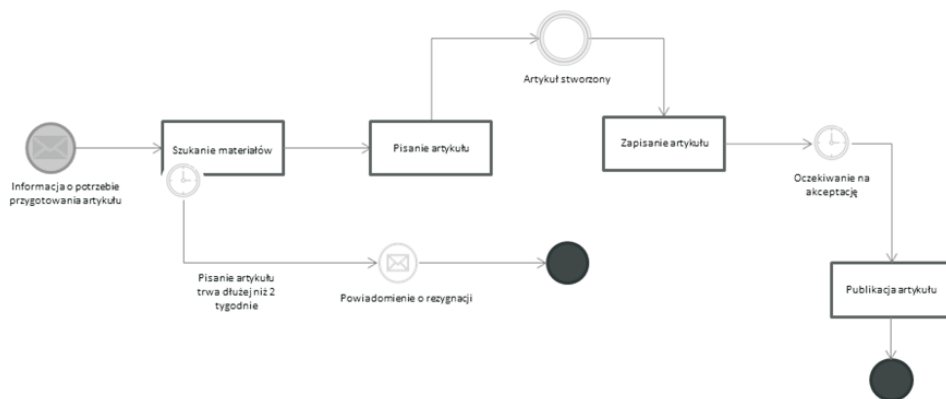 Artykuł stworzony
Szukanie materiałów
Pisanie artykułu
Zapisanie artykułu
Informacja o potrzebie
przygotowania artykułu
Oczekiwanie na
akceptację
Pisanie artykułu
trwa dłużej niż 2
tygodnie
Powiadomienie o rezygnacji
Publikacja artykułu